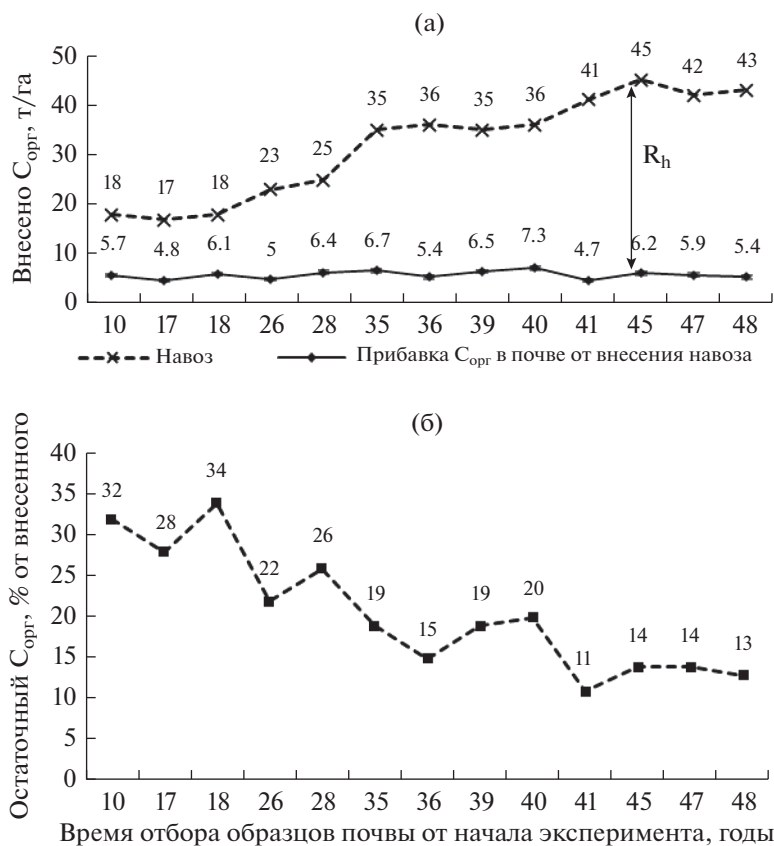 (а)
Внесено Cорг, т/га
50
40
30
20
10
0
18 17 18 23 25 35 36 35 36 41 45 42 43
Rh
5.7 4.8 6.1 5 6.4 6.7 5.4 6.5 7.3 4.7 6.2 5.9 5.4
10 17 18 26 28 35 36 39 40 41 45 47 48
Навоз Прибавка Cорг в почве от внесения навоза
(б)
Остаточный Cорг, % от внесенного
40
35
30
25
20
15
10
5
0
32 28 34 22 26 19 15 19 20 11 14 14 13
10 17 18 26 28 35 36 39 40 41 45 47 48
Время отбора образцов почвы от начала эксперимента, годы